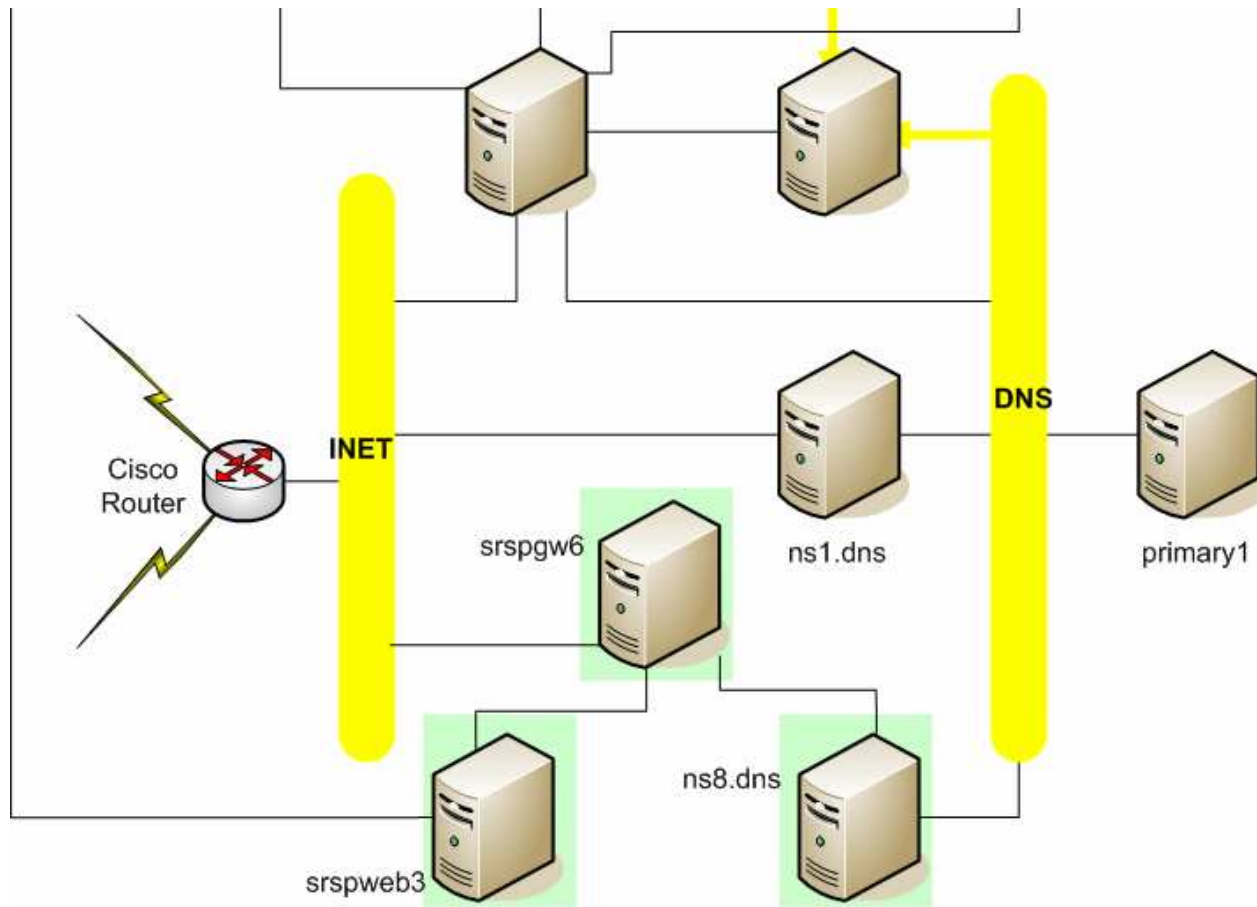 DNS
INET
Cisco
Router
srspgw6
ns1.dns
primary1
ns8.dns
srspweb3